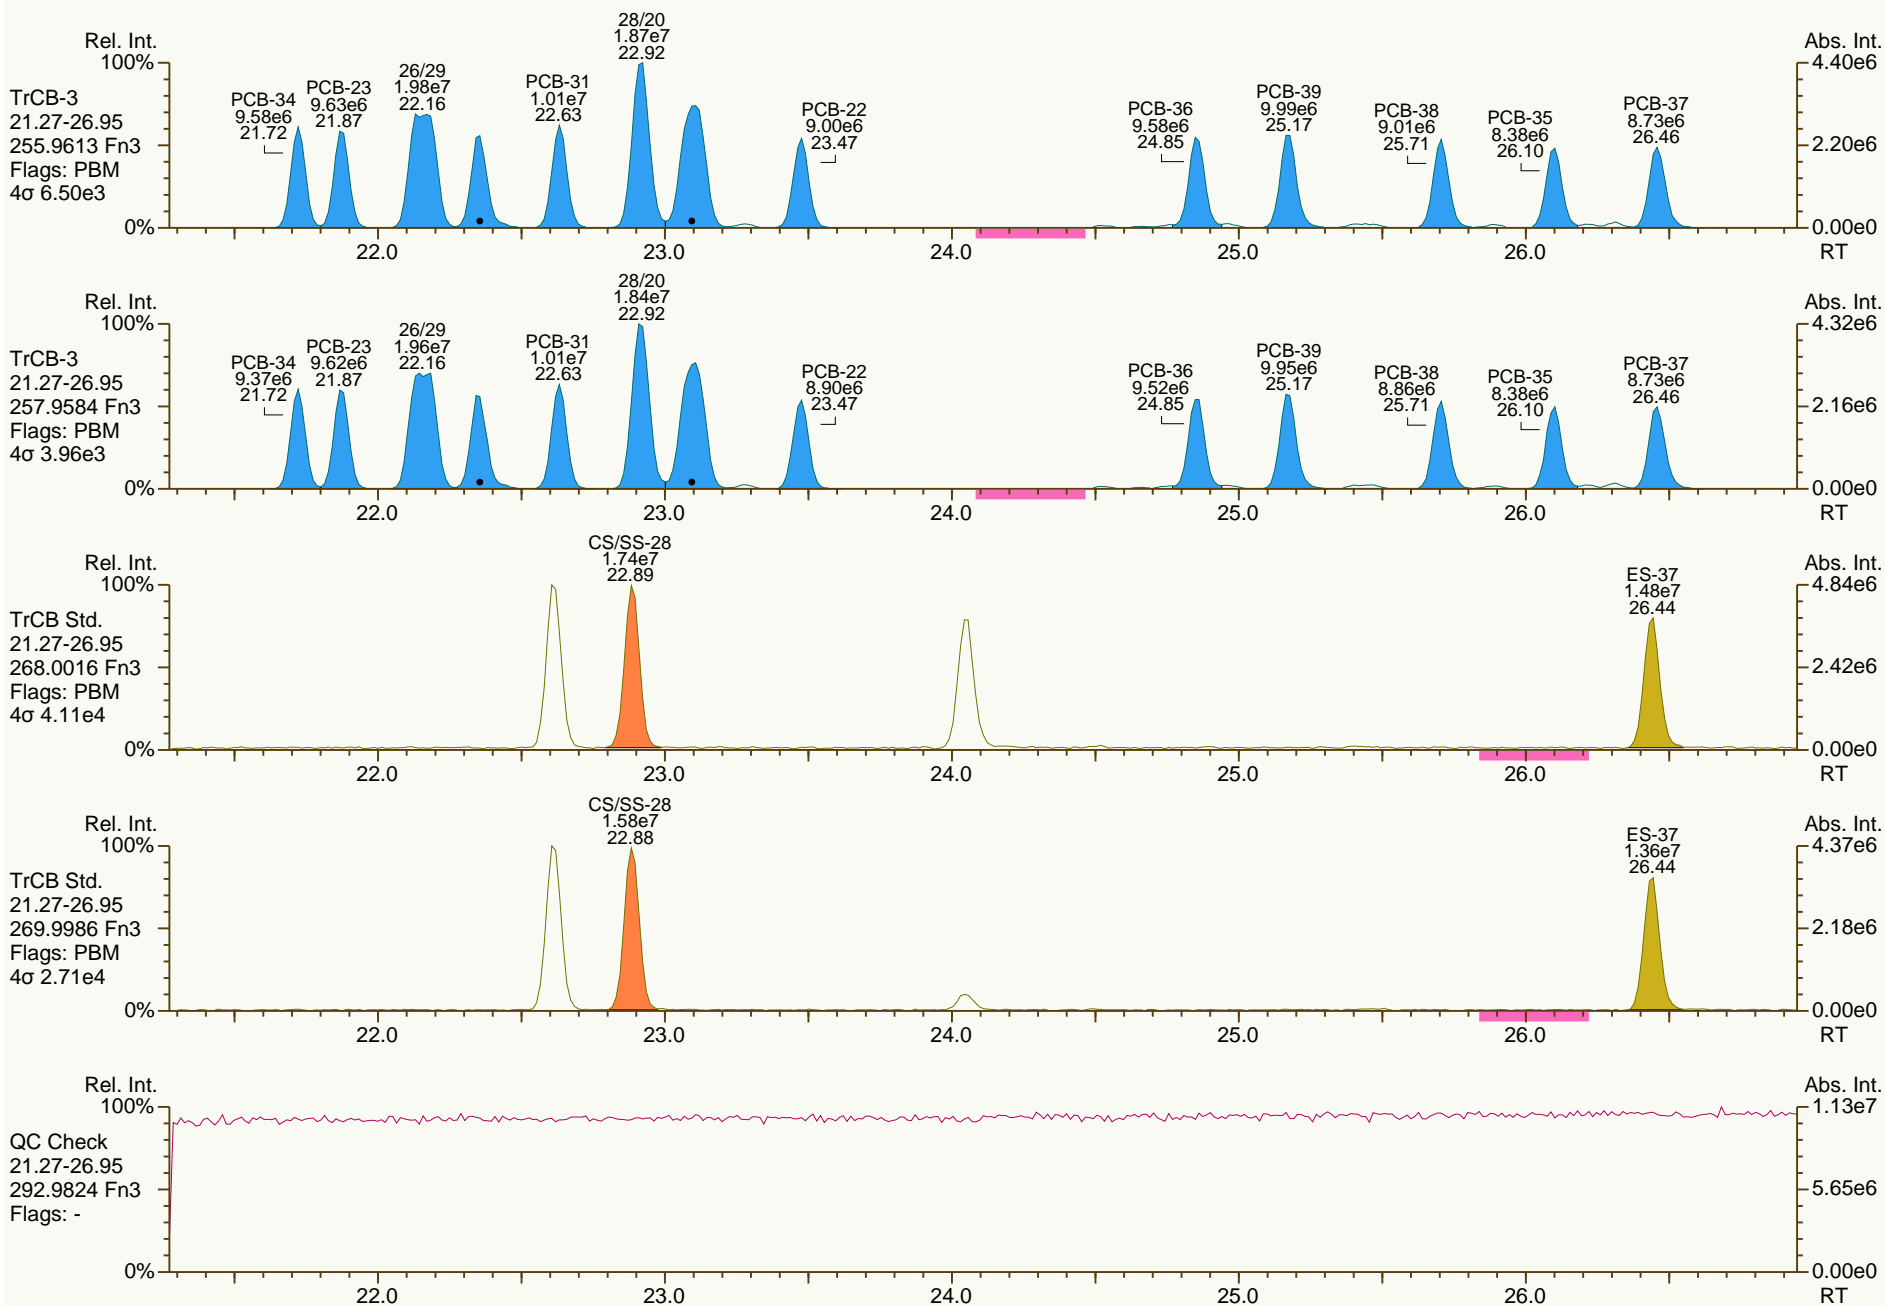 Rel. Int.
Abs. Int.
100%
4.40e6
TrCB-3
21.27-26.95
255.9613 Fn3
Flags: PBM
4σ 6.50e3
2.20e6
0%
0.00e0
PCB-34
9.58e6
21.72
PCB-23
9.63e6
21.87
26/29
1.98e7
22.16
PCB-31
1.01e7
22.63
28/20
1.87e7
22.92
PCB-22
9.00e6
23.47
PCB-36
9.58e6
24.85
PCB-39
9.99e6
25.17
PCB-38
9.01e6
25.71
PCB-35
8.38e6
26.10
PCB-37
8.73e6
26.46
22.0 23.0 24.0 25.0 26.0 RT
Rel. Int.
Abs. Int.
100%
4.32e6
TrCB-3
21.27-26.95
257.9584 Fn3
Flags: PBM
4σ 3.96e3
2.16e6
0%
0.00e0
PCB-34
9.37e6
21.72
PCB-23
9.62e6
21.87
26/29
1.96e7
22.16
PCB-31
1.01e7
22.63
28/20
1.84e7
22.92
PCB-22
8.90e6
23.47
PCB-36
9.52e6
24.85
PCB-39
9.95e6
25.17
PCB-38
8.86e6
25.71
PCB-35
8.38e6
26.10
PCB-37
8.73e6
26.46
22.0 23.0 24.0 25.0 26.0 RT
Rel. Int.
Abs. Int.
100%
4.84e6
TrCB Std.
21.27-26.95
268.0016 Fn3
Flags: PBM
4σ 4.11e4
2.42e6
0%
0.00e0
CS/SS-28
1.74e7
22.89
ES-37
1.48e7
26.44
22.0 23.0 24.0 25.0 26.0 RT
Rel. Int.
Abs. Int.
100%
4.37e6
TrCB Std.
21.27-26.95
269.9986 Fn3
Flags: PBM
4σ 2.71e4
2.18e6
0%
0.00e0
CS/SS-28
1.58e7
22.88
ES-37
1.36e7
26.44
22.0 23.0 24.0 25.0 26.0 RT
Rel. Int.
Abs. Int.
100%
1.13e7
QC Check
21.27-26.95
292.9824 Fn3
Flags: -
5.65e6
0%
0.00e0
22.0 23.0 24.0 25.0 26.0 RT